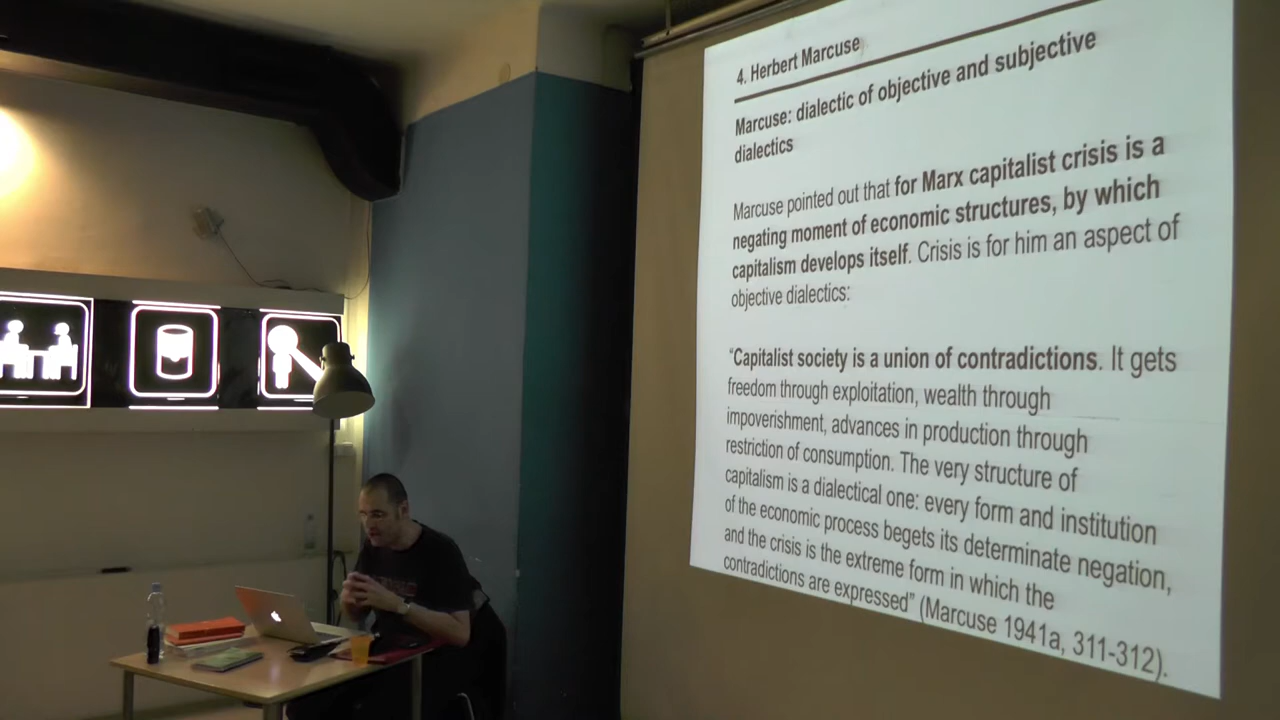 4. Herbert Marcuse
Marcuse: dialectic of objective and subjective
dialectics
Marcuse pointed out that for Marx capitalist crisis is a
negating moment of economic structures, by which
capitalism develops itself. Crisis is for him an aspect of
objective dialectics:
“Capitalist society is a union of contradictions. It gets
freedom through exploitation, wealth through
impoverishment, advances in production through
restriction of consumption. The very structure of
capitalism is a dialectical one: every form and institution
of the economic process begets its determinate negation,
and the crisis is the extreme form in which the
contradictions are expressed” (Marcuse 1941a, 311-312).